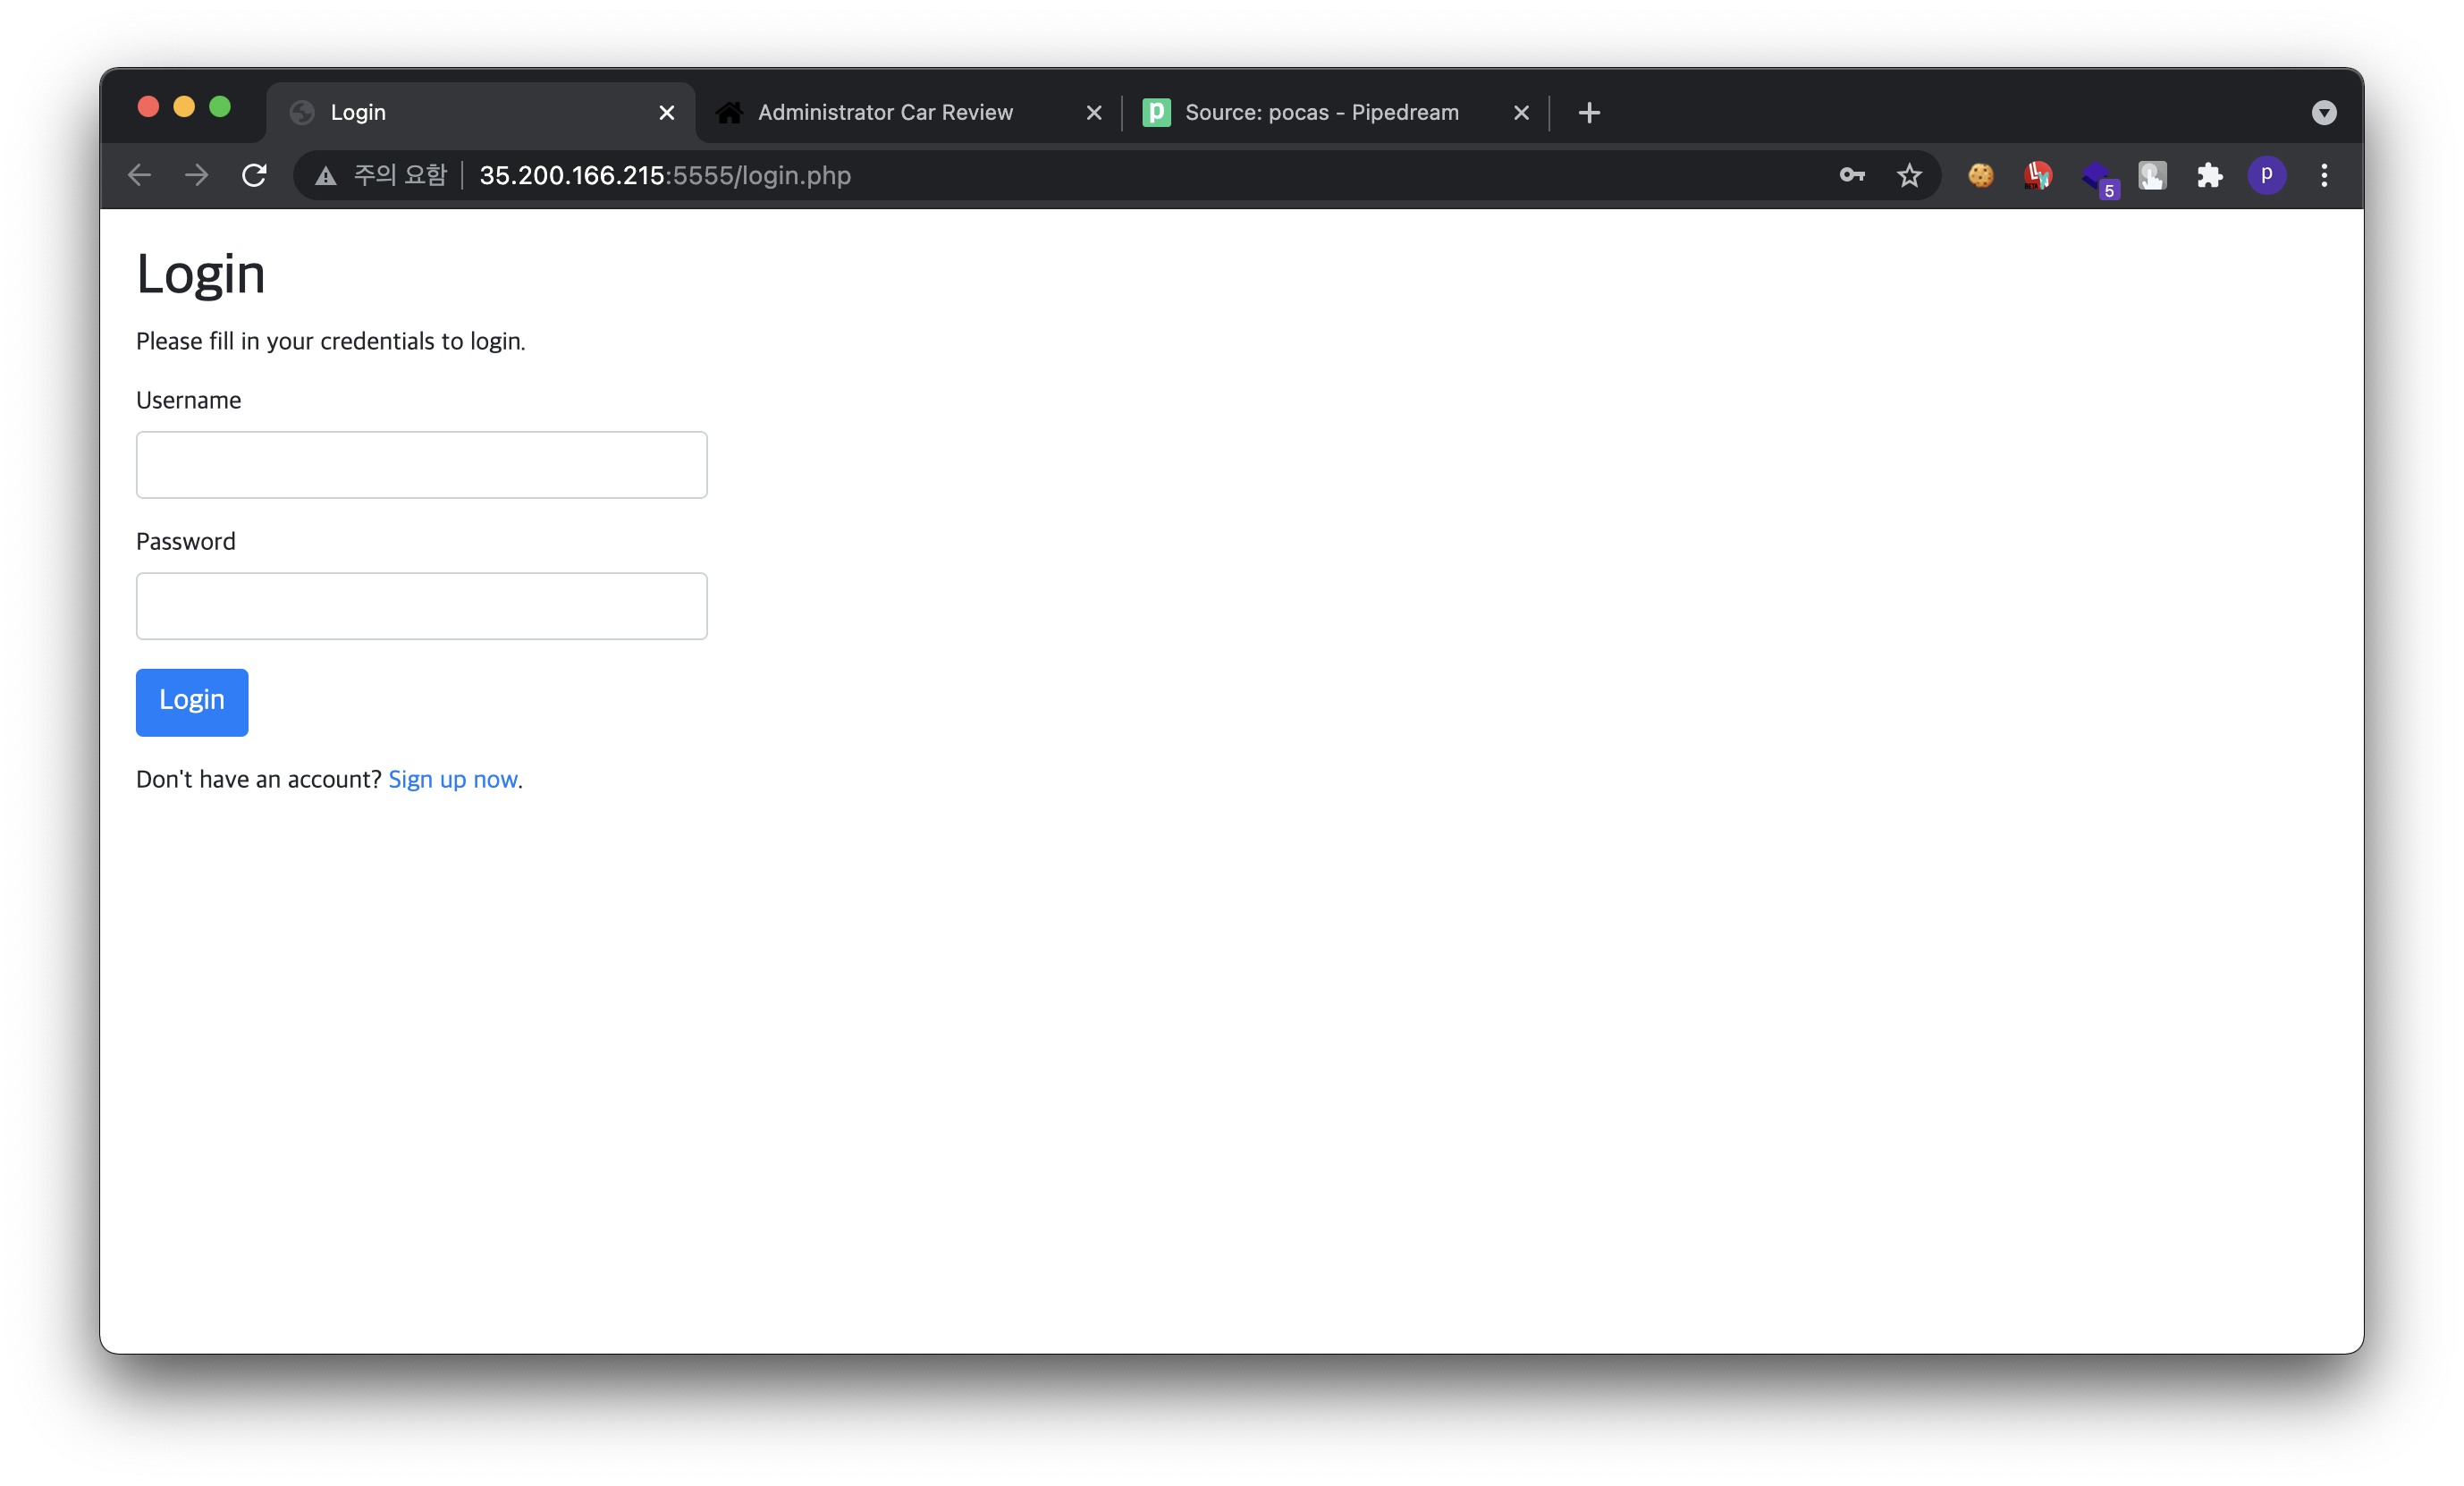 Login
Administrator Car Review
p Source: pocas - Pipedream
주의 요함 35.200.166.215:5555/login.php
5
p
Login
Please fill in your credentials to login.
Username
Password
Login
Don't have an account? Sign up now.